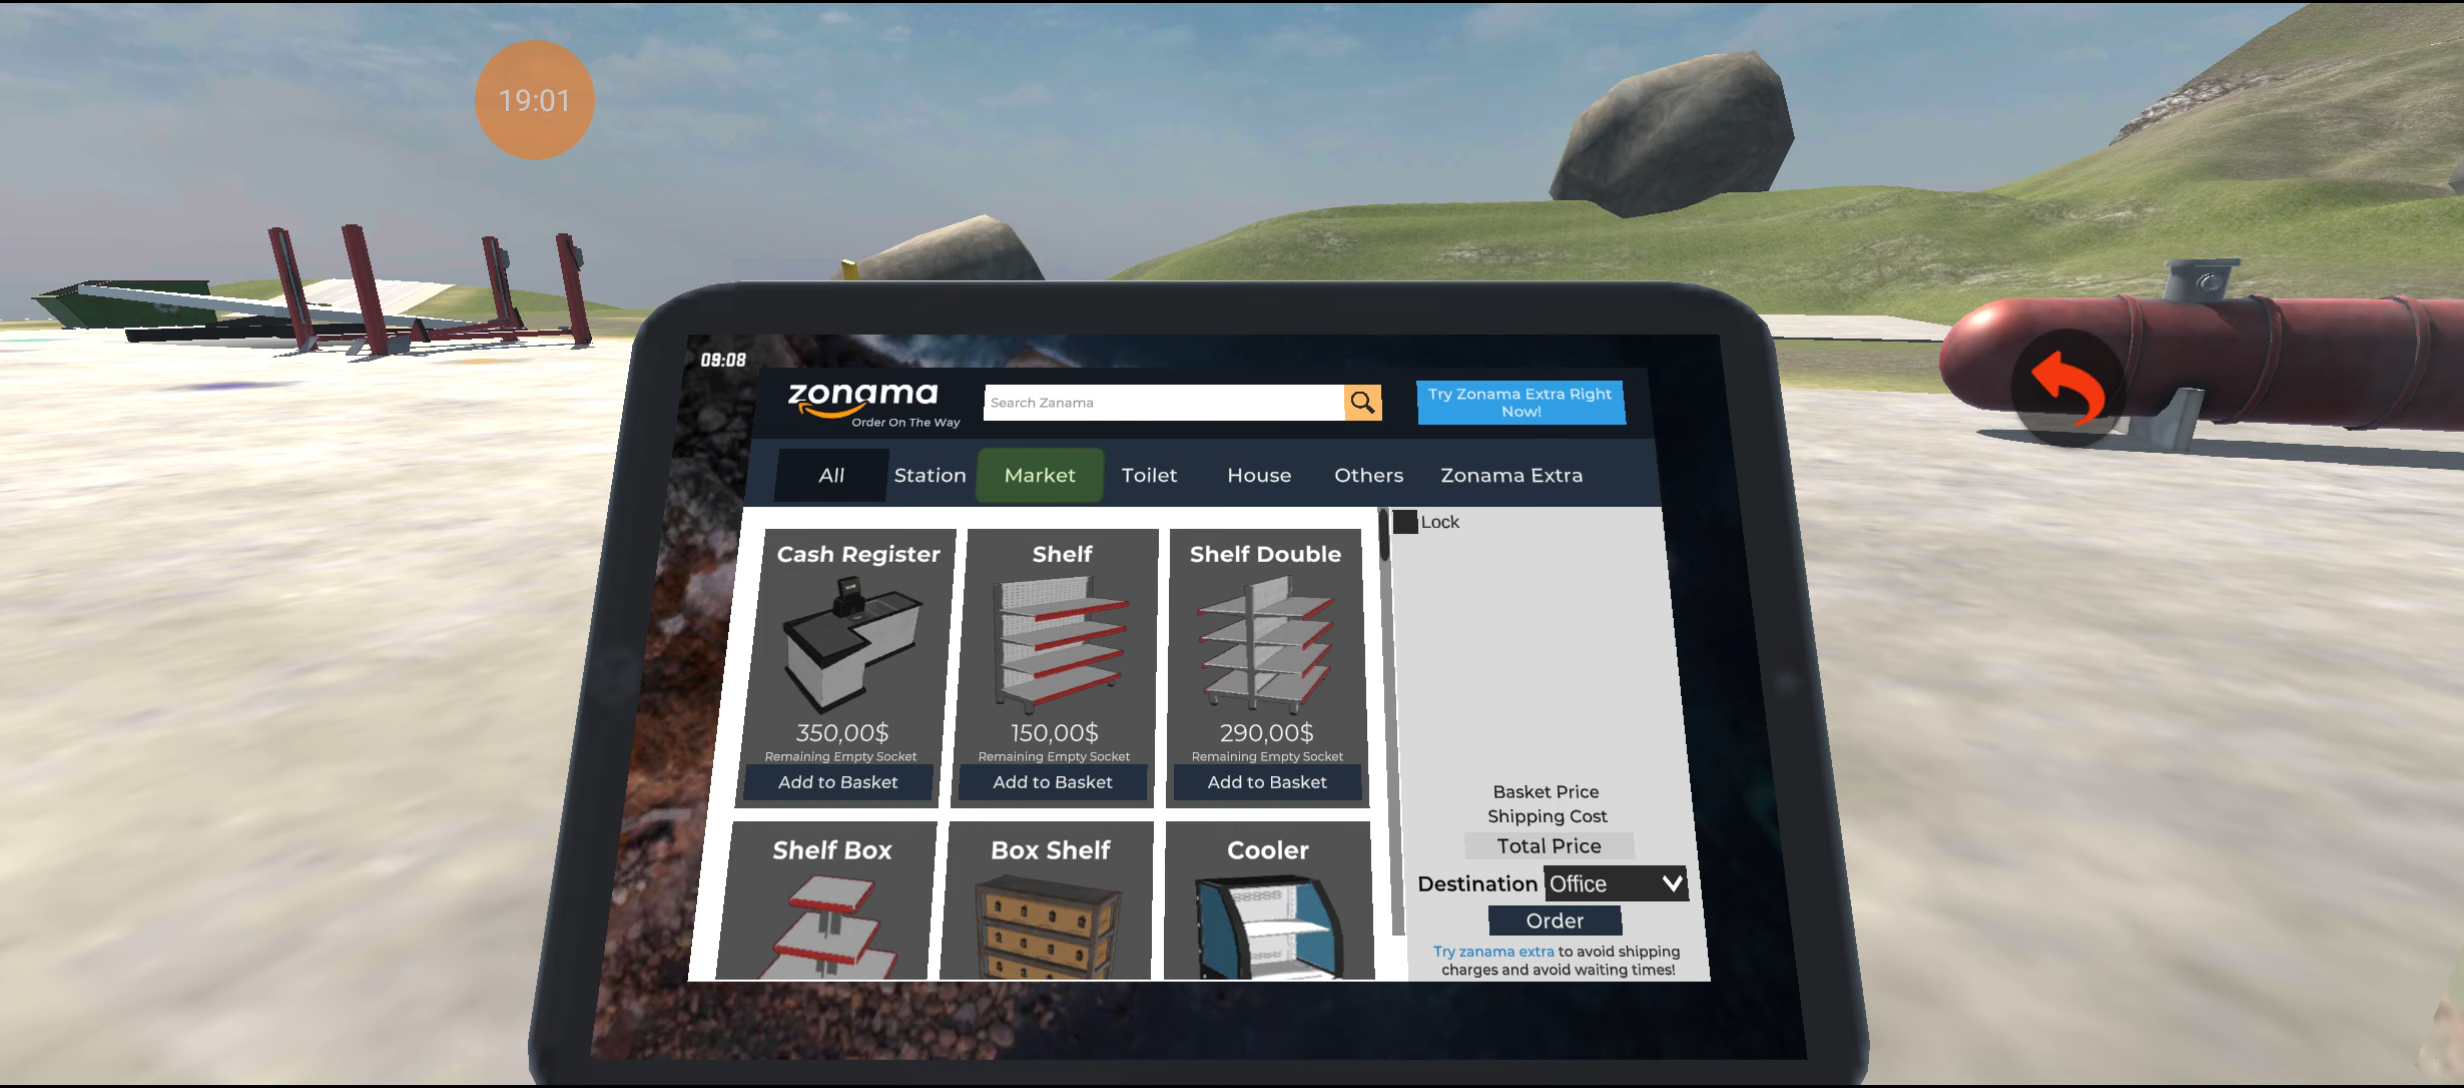 19:01
09:08
zonama
Order On The Way
Search Zanama
Try Zonama Extra Right
Now!
All
Station
Market
Toilet
House
Others
Zonama Extra
Cash Register
Shelf
Shelf Double
Lock
350,00$
150,00$
290,00$
Remaining Empty Socket
Remaining Empty Socket
Remaining Empty Socket
Add to Basket
Add to Basket
Add to Basket
Shelf Box
Box Shelf
Cooler
Basket Price
Shipping Cost
Total Price
Destination Office
Order
Try zanama extra to avoid shipping
charges and avoid waiting times!